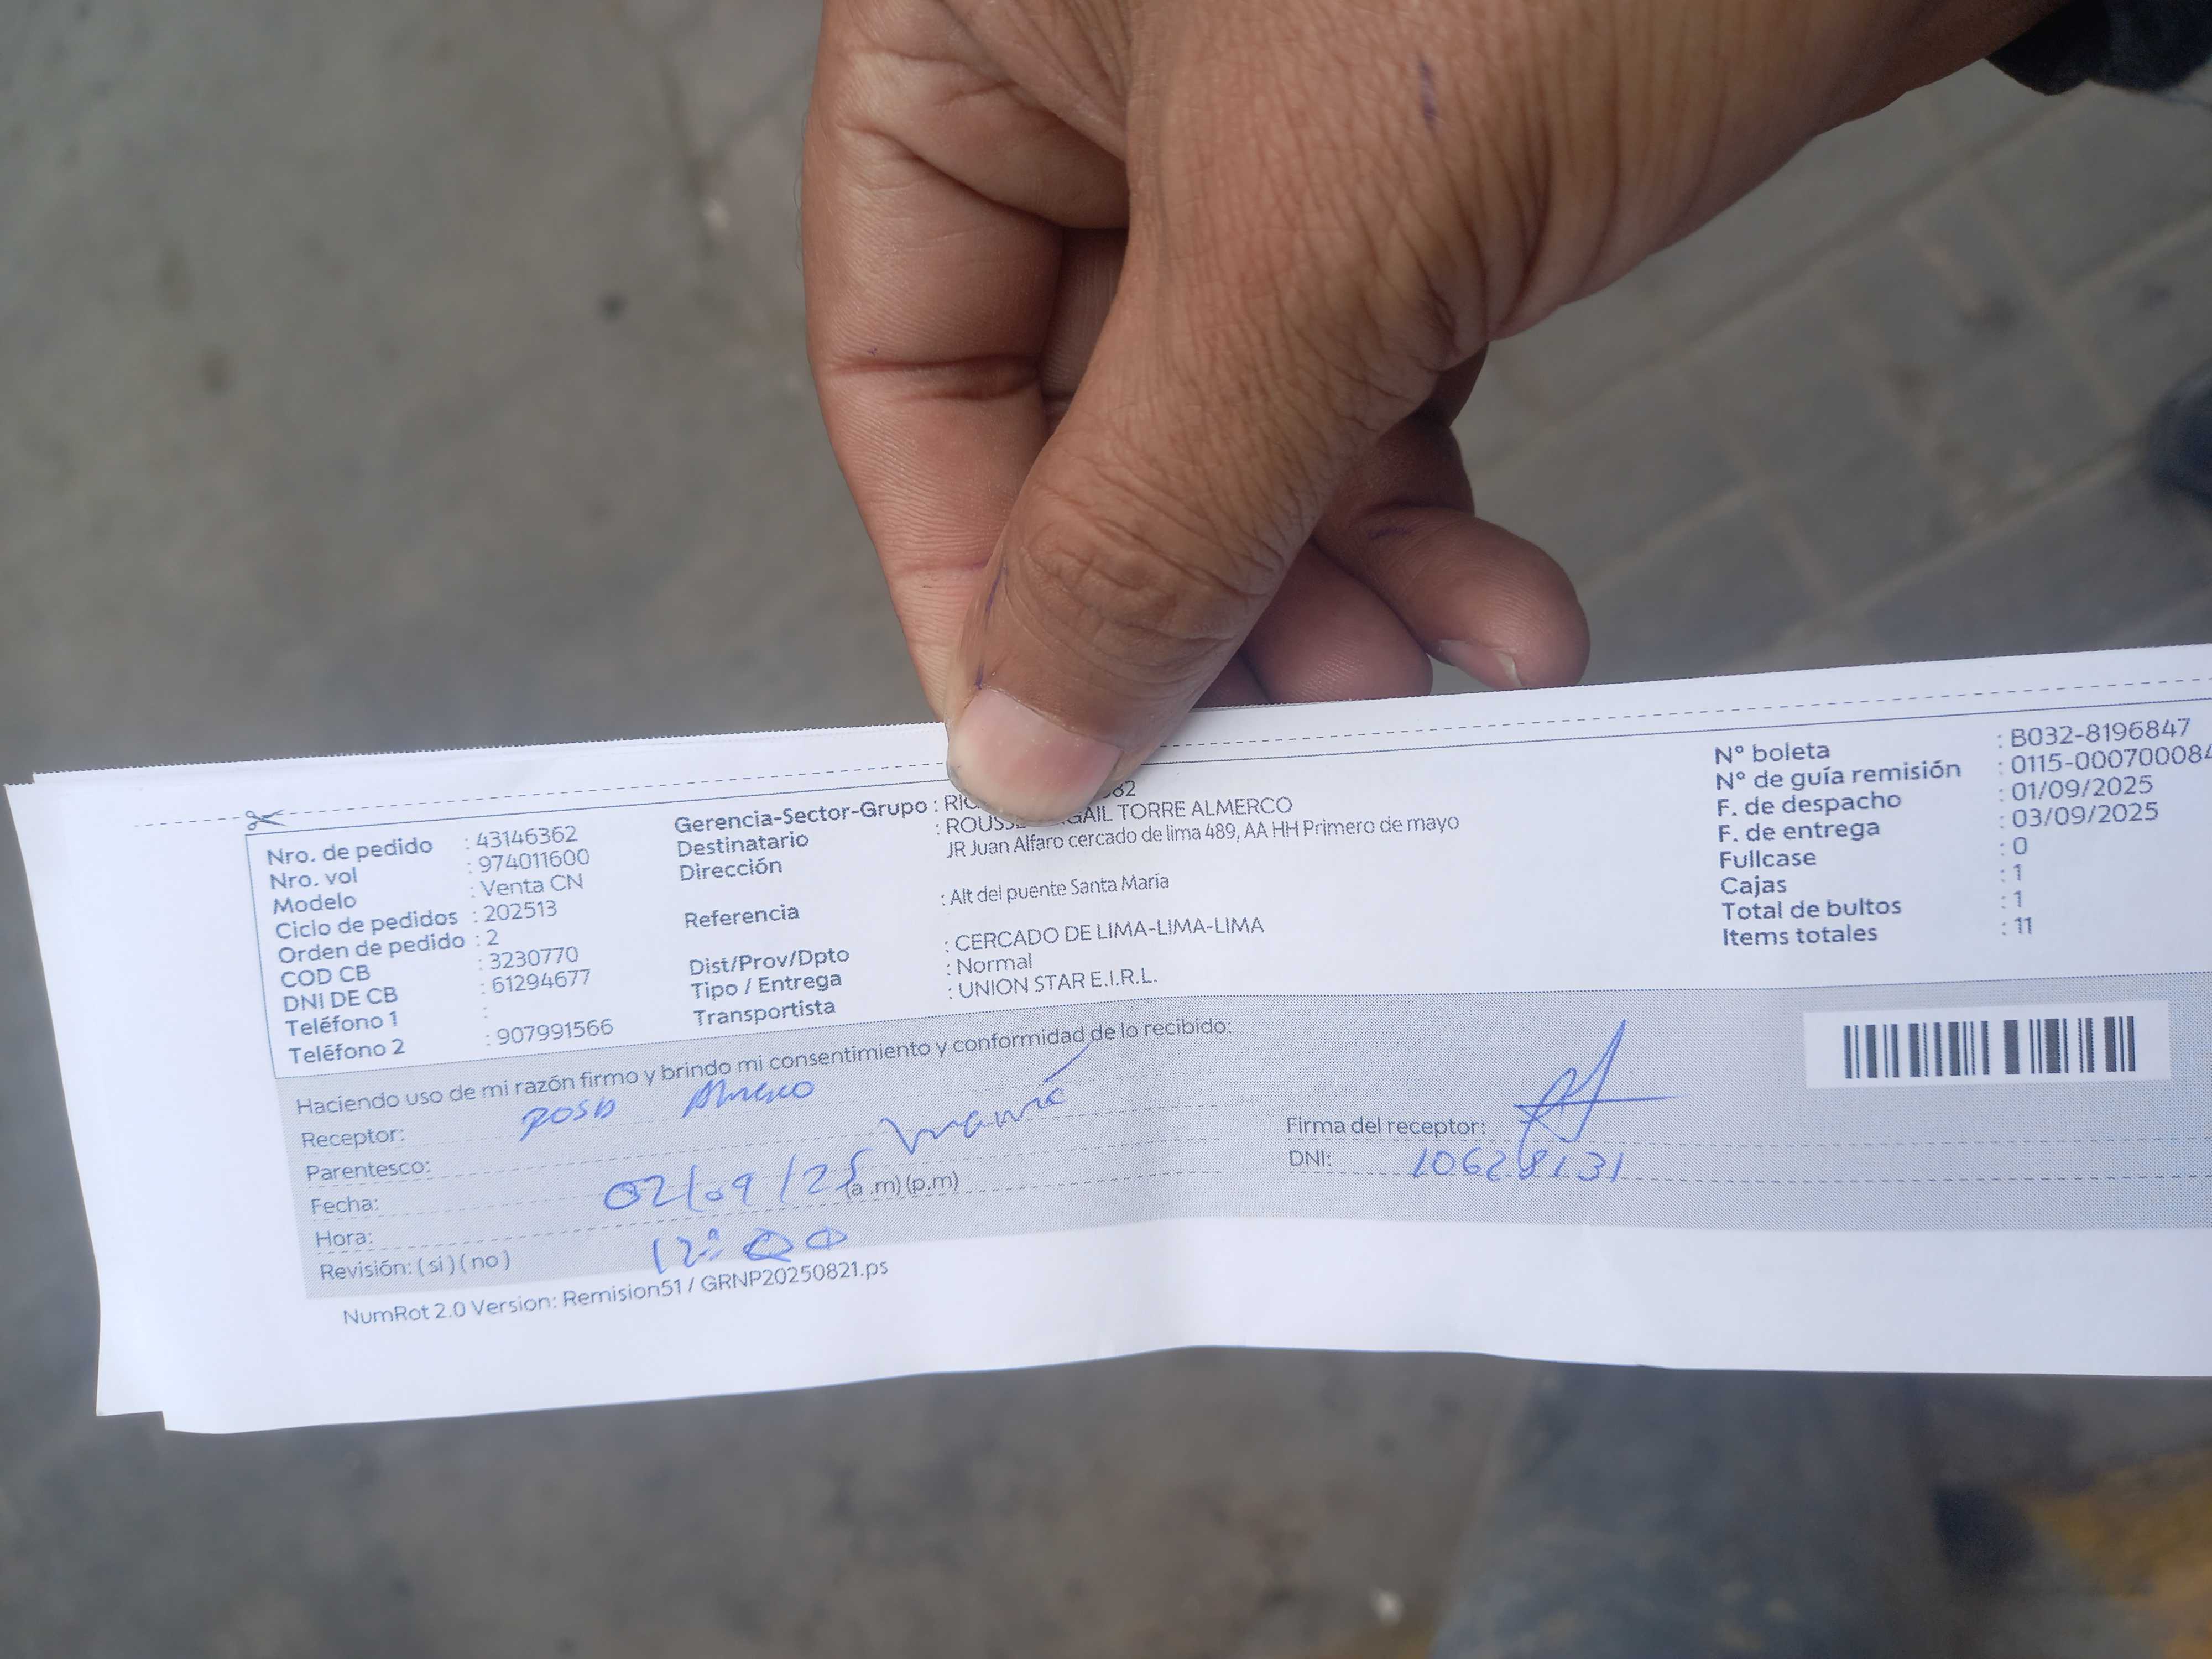 Nro. de pedido : 43146362
Nro. vol : 974011600
Modelo : Venta CN
Ciclo de pedidos : 202513
Orden de pedido : 2
COD CB : 3230770
DNI DE CB : 61294677
Teléfono 1 :
Teléfono 2 : 907991566
Gerencia-Sector-Grupo :
Destinatario : TORRE ALMERCO
Dirección JR Juan Alfaro cercado de lima 489, AA HH Primero de mayo
Referencia : Alt del puente Santa María
Dist/Prov/Dpto : CERCADO DE LIMA-LIMA-LIMA
Tipo / Entrega : Normal
Transportista : UNION STAR E.I.R.L.
N° boleta : B032-8196847
N° de guía remisión : 0115-00070008
F. de despacho : 01/09/2025
F. de entrega : 03/09/2025
Fullcase : 0
Cajas : 1
Total de bultos : 1
Items totales : 11
Haciendo uso de mi razón firmo y brindo mi consentimiento y conformidad de lo recibido:
Receptor: ROSA
Parentesco: mamá
Fecha: 02/09/25 (a .m) (p.m)
Hora: 12:00
Revisión: ( si ) ( no )
Firma del receptor:
DNI: 10628131
NumRot 2.0 Version: Remision51 / GRNP20250821.ps